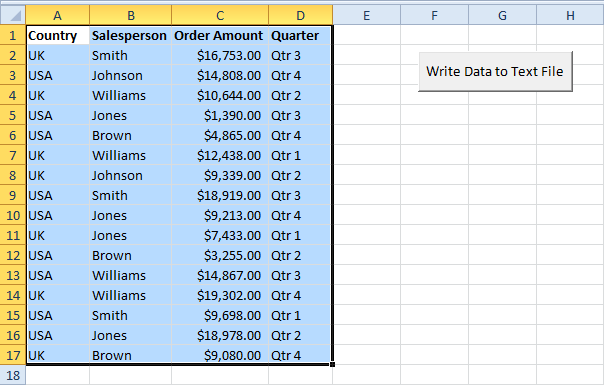 A B C D E F G H
1 Country Salesperson Order Amount Quarter
2 UK Smith $16,753.00 Qtr 3
3 USA Johnson $14,808.00 Qtr 4
Write Data to Text File
4 UK Williams $10,644.00 Qtr 2
5 USA Jones $1,390.00 Qtr 3
6 USA Brown $4,865.00 Qtr 4
7 UK Williams $12,438.00 Qtr 1
8 UK Johnson $9,339.00 Qtr 2
9 USA Smith $18,919.00 Qtr 3
10 USA Jones $9,213.00 Qtr 4
11 UK Jones $7,433.00 Qtr 1
12 USA Brown $3,255.00 Qtr 2
13 UK Williams $14,867.00 Qtr 3
14 UK Williams $19,302.00 Qtr 4
15 USA Smith $9,698.00 Qtr 1
16 USA Jones $18,978.00 Qtr 2
17 UK Brown $9,080.00 Qtr 4
18